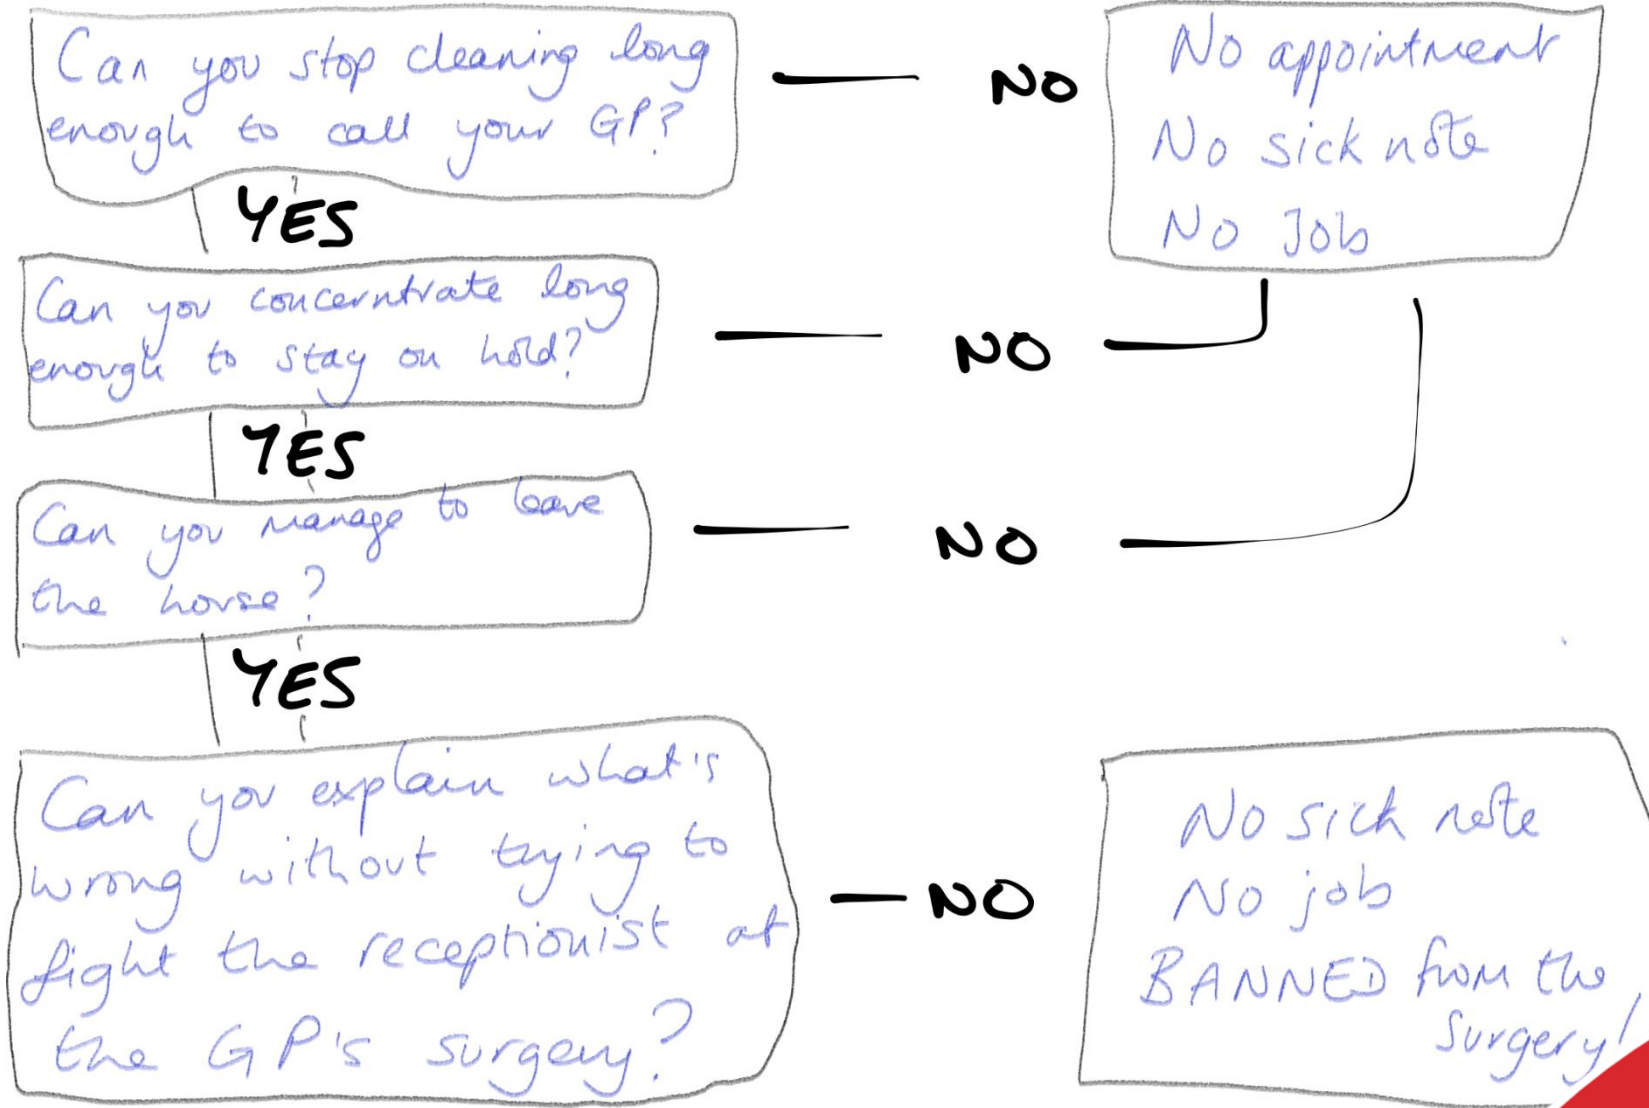 Can you stop cleaning long
enough to call your GP?
NO
No appointment
No sick note
No Job
YES
Can you concerntrate long
enough to stay on hold?
NO
YES
Can you manage to leave
the house?
NO
YES
Can you explain what's
wrong without trying to
fight the receptionist at
the GP's surgery?
NO
No sick note
No job
BANNED from the
surgery!